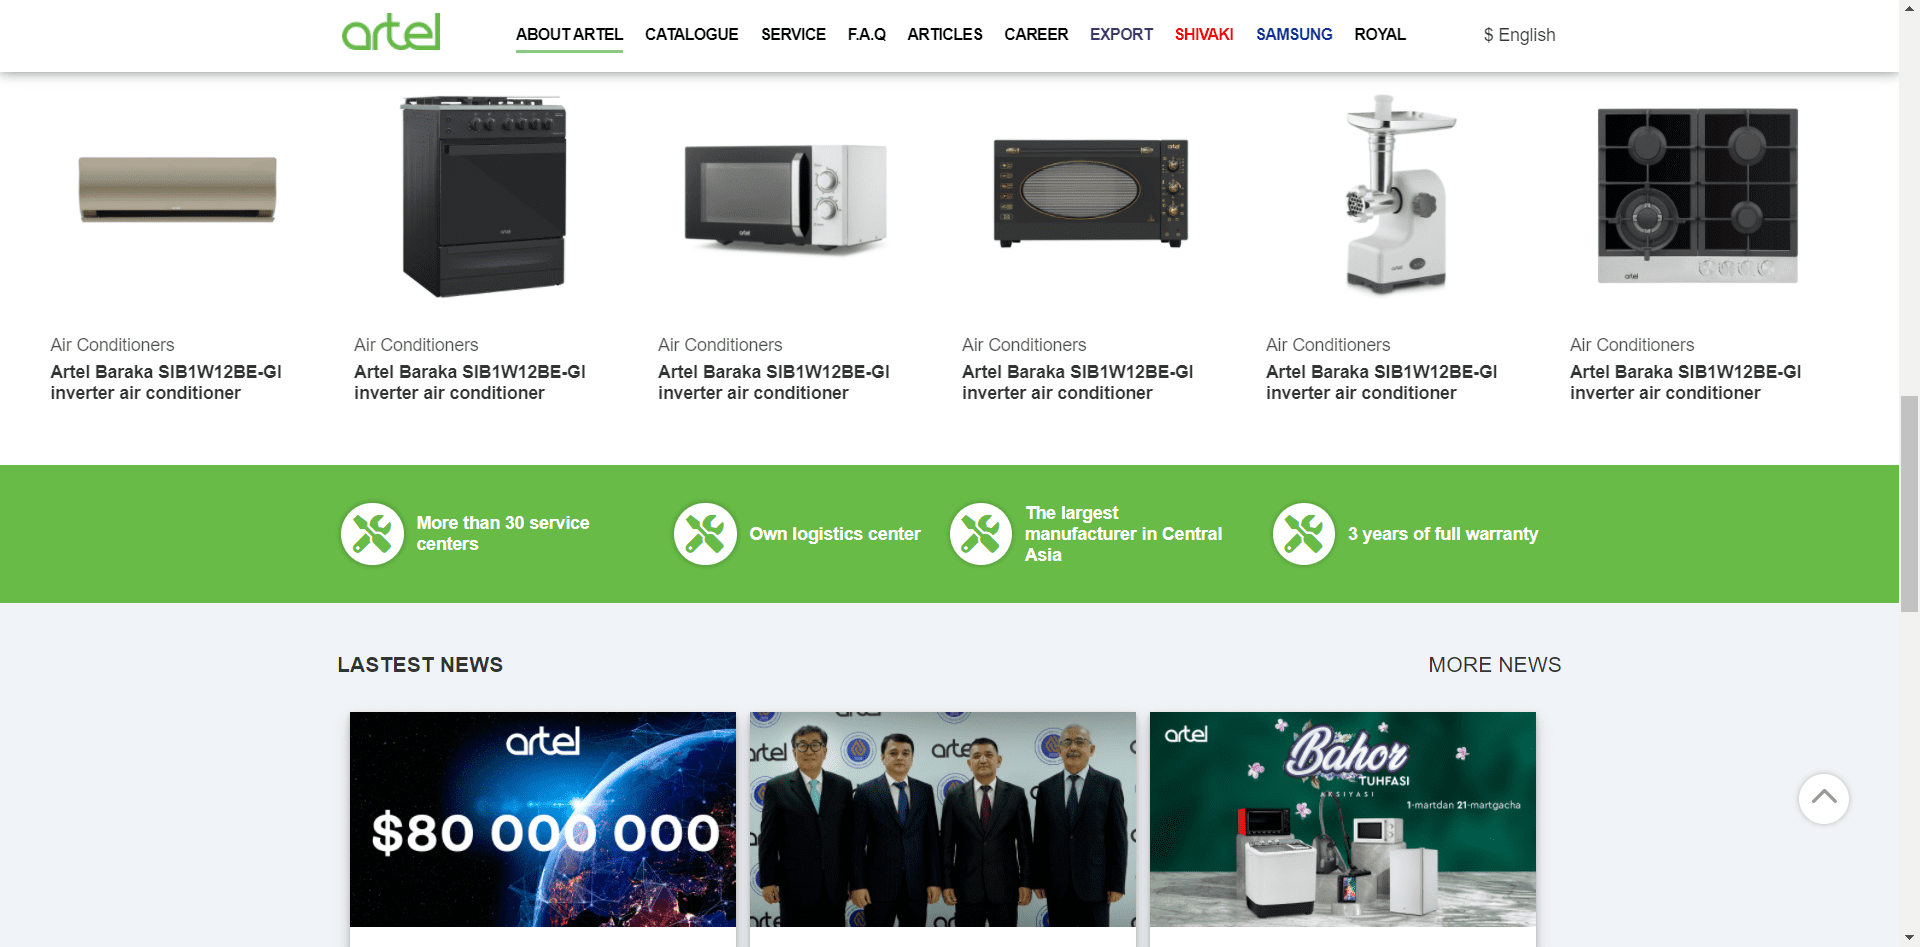 artel
ABOUT ARTEL CATALOGUE SERVICE F.A.Q ARTICLES CAREER EXPORT SHIVAKI SAMSUNG ROYAL $ English
artel
artel
artel
artel
artel
Air Conditioners
Artel Baraka SIB1W12BE-GI
inverter air conditioner
Air Conditioners
Artel Baraka SIB1W12BE-GI
inverter air conditioner
Air Conditioners
Artel Baraka SIB1W12BE-GI
inverter air conditioner
Air Conditioners
Artel Baraka SIB1W12BE-GI
inverter air conditioner
Air Conditioners
Artel Baraka SIB1W12BE-GI
inverter air conditioner
Air Conditioners
Artel Baraka SIB1W12BE-GI
inverter air conditioner
More than 30 service
centers
Own logistics center
The largest
manufacturer in Central
Asia
3 years of full warranty
LASTEST NEWS
MORE NEWS
artel
$80 000 000
artel
artel
Bahor
TUHFASI
AKSIYASI
1-martdan 21-martgacha